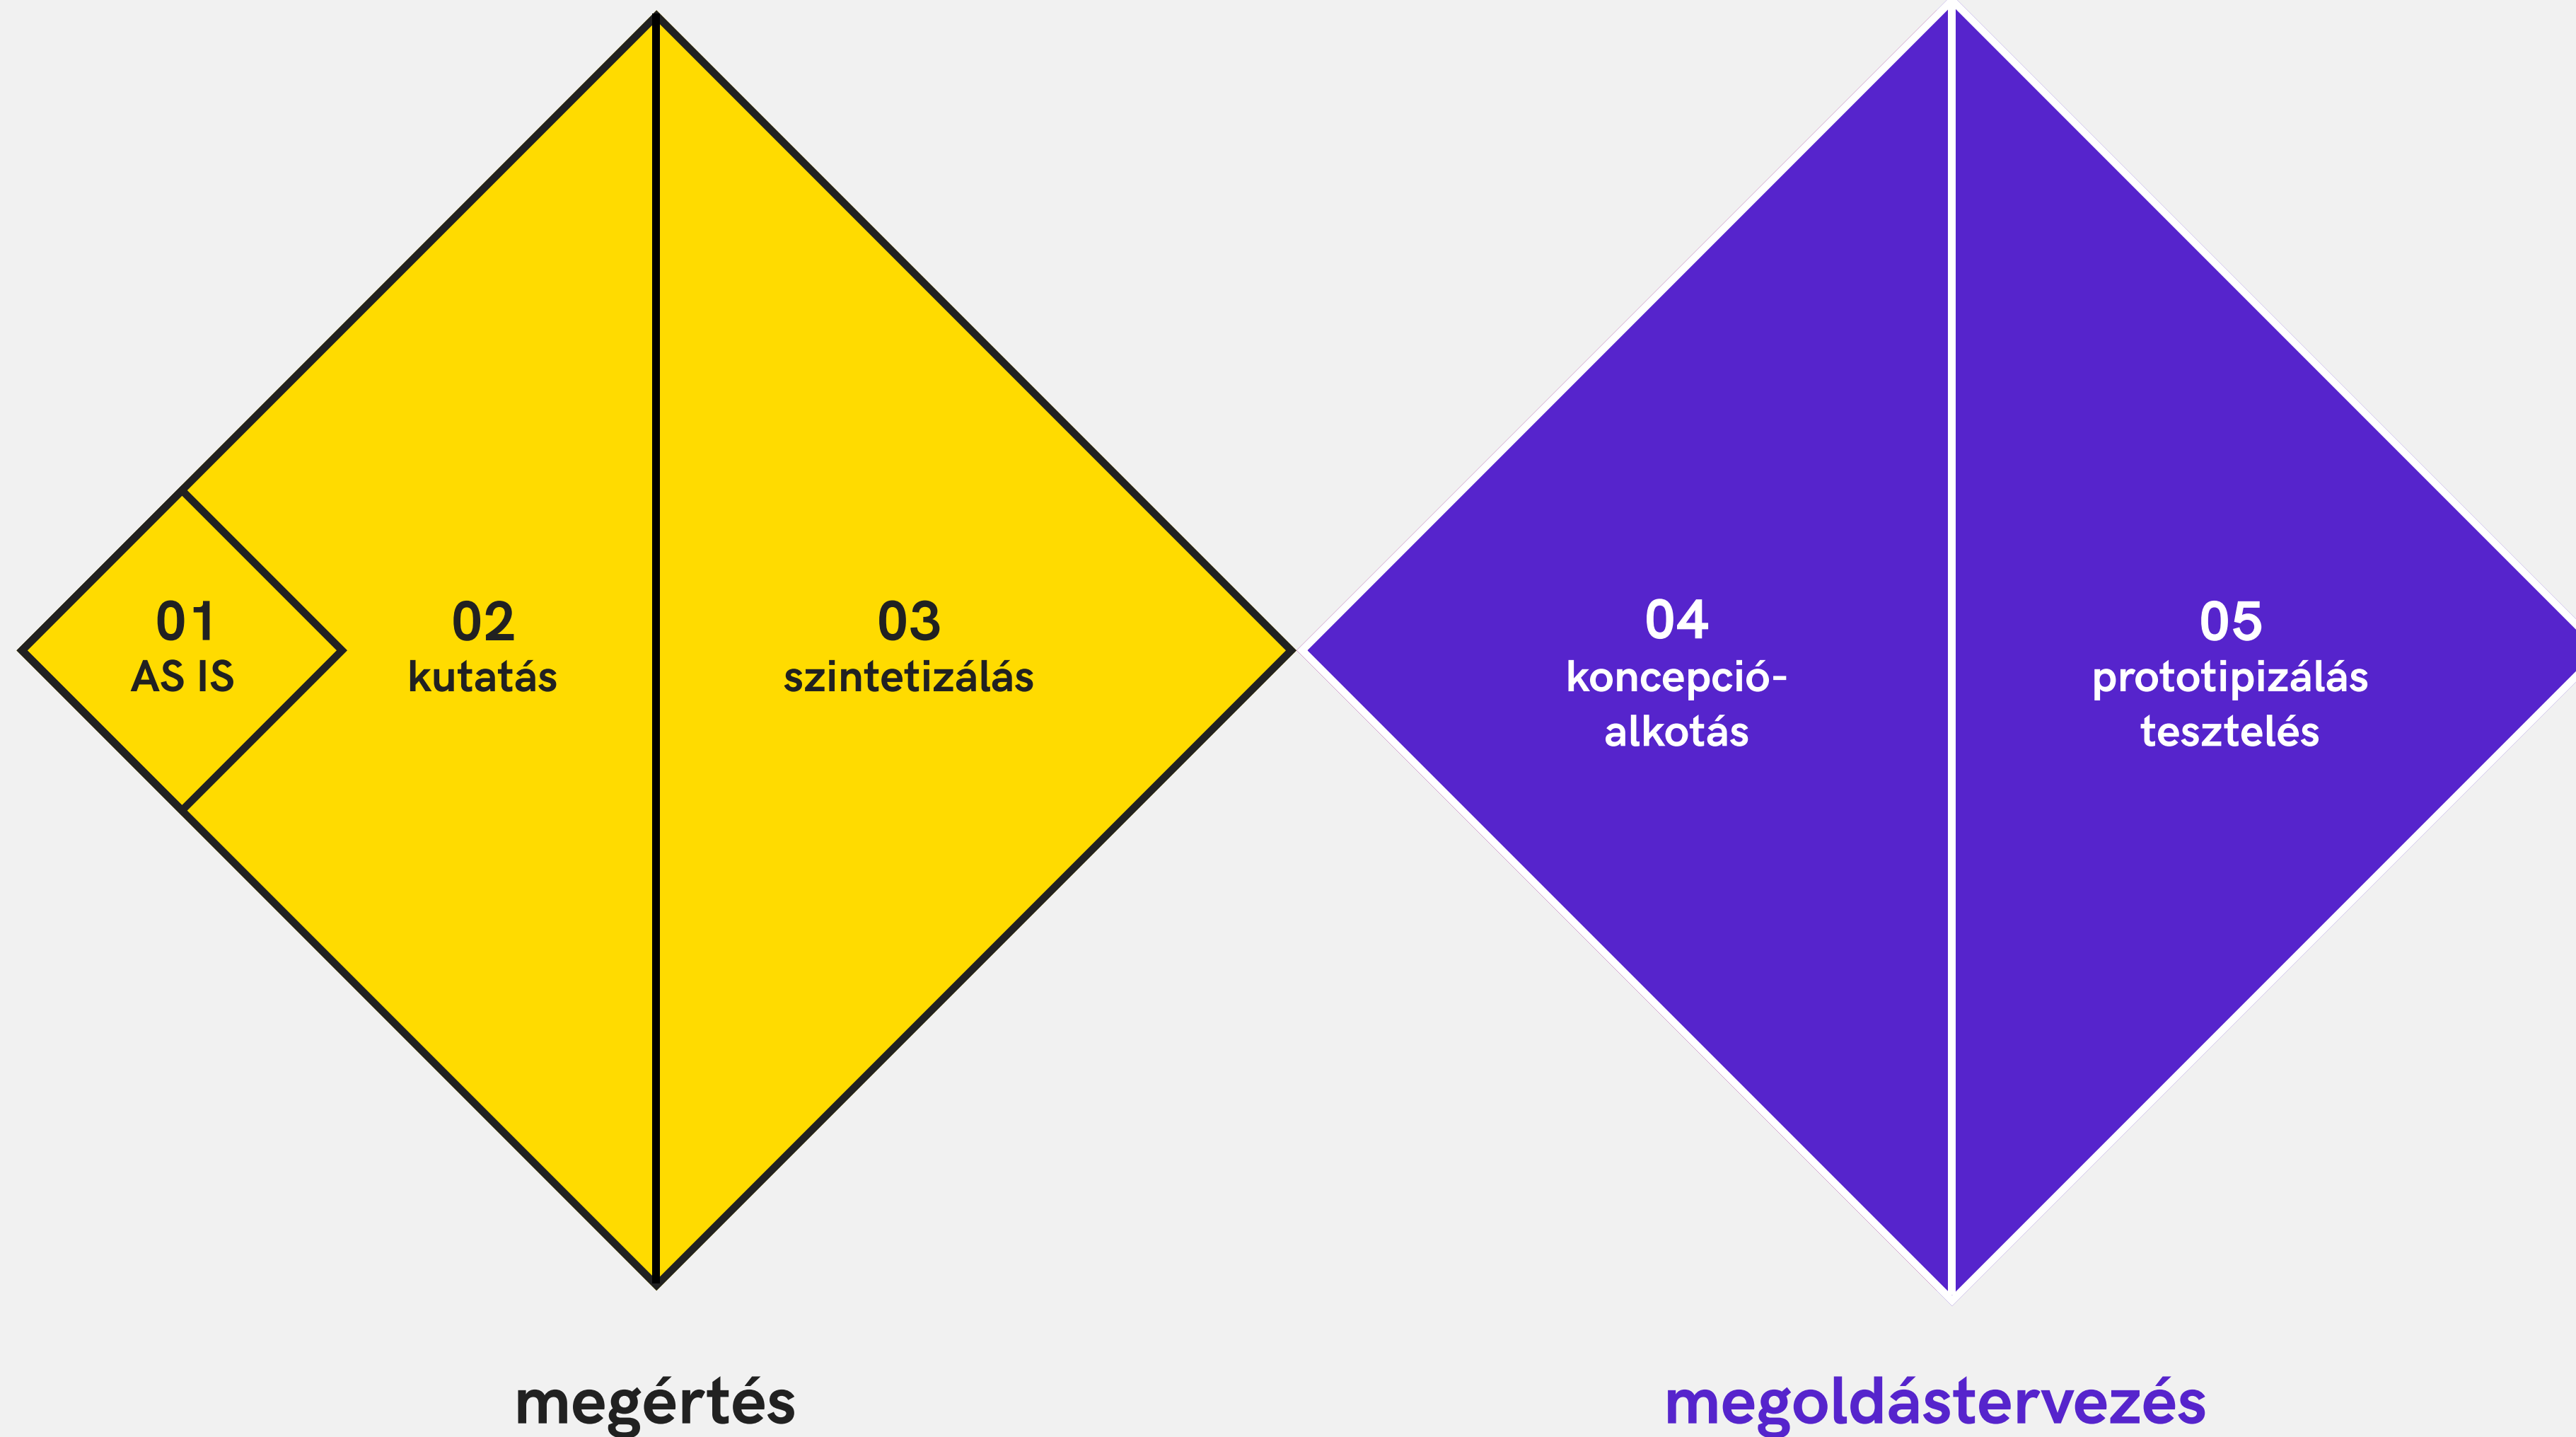 01
AS IS
02
kutatás
03
szintetizálás
04
koncepció-
alkotás
05
prototipizálás
tesztelés
megértés
megoldástervezés